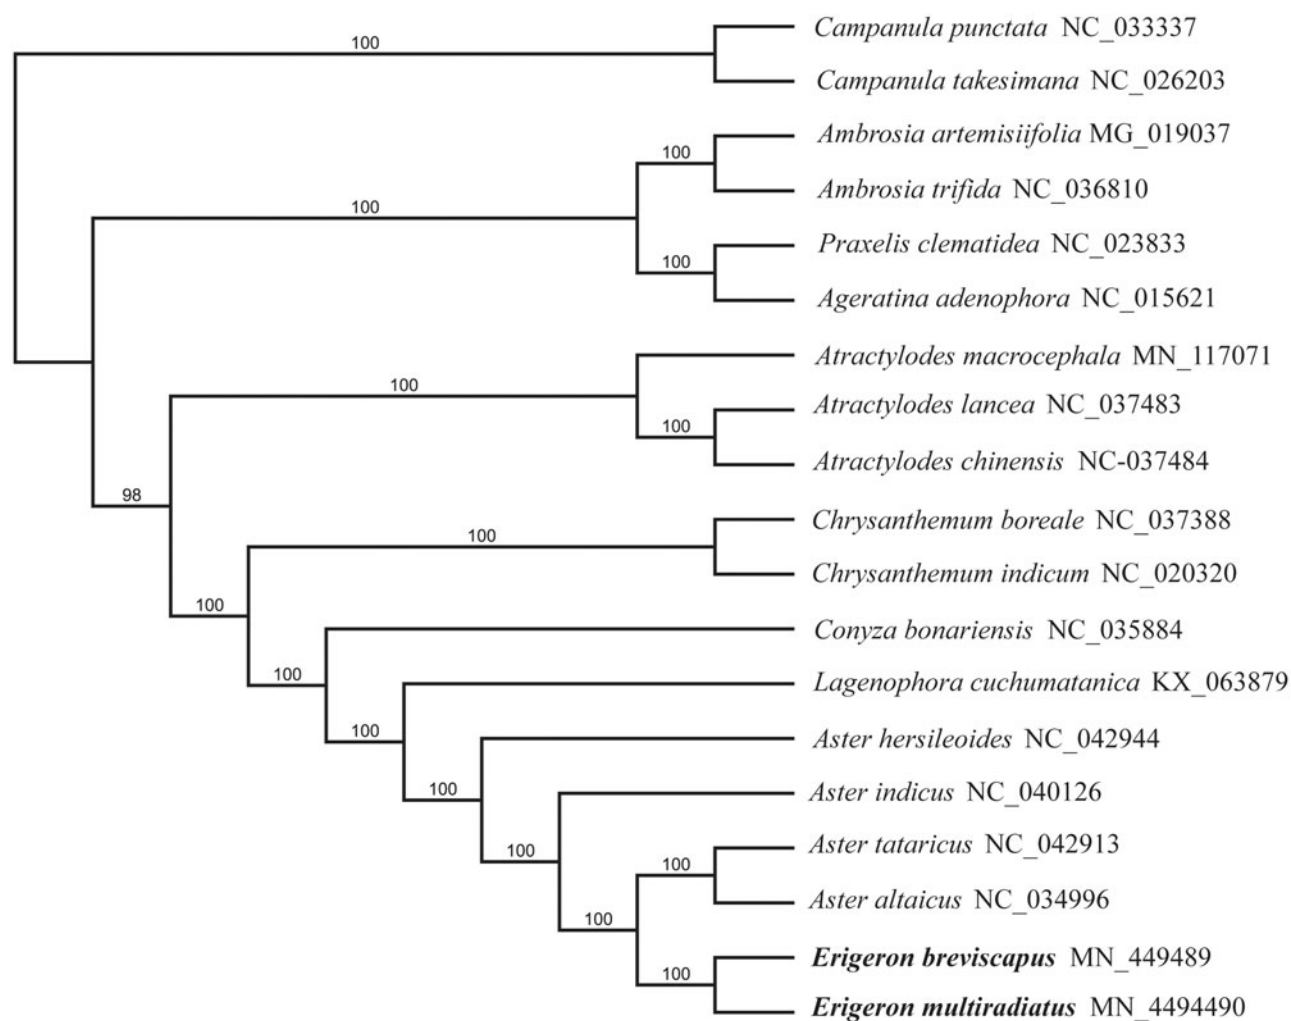 100
Campanula punctata NC_033337
Campanula takesimana NC_026203
100
Ambrosia artemisiifolia MG_019037
100
Ambrosia trifida NC_036810
Praxelis clematidea NC_023833
100
Ageratina adenophora NC_015621
Atractylodes macrocephala MN_117071
100
Atractylodes lancea NC_037483
100
Atractylodes chinensis NC-037484
98
Chrysanthemum boreale NC_037388
100
Chrysanthemum indicum NC_020320
100
Conyza bonariensis NC_035884
100
Lagenophora cuchumatanica KX_063879
100
Aster hersileoides NC_042944
100
Aster indicus NC_040126
100
Aster tataricus NC_042913
100
Aster altaicus NC_034996
100
Erigeron breviscapus MN_449489
100
Erigeron multiradiatus MN_4494490